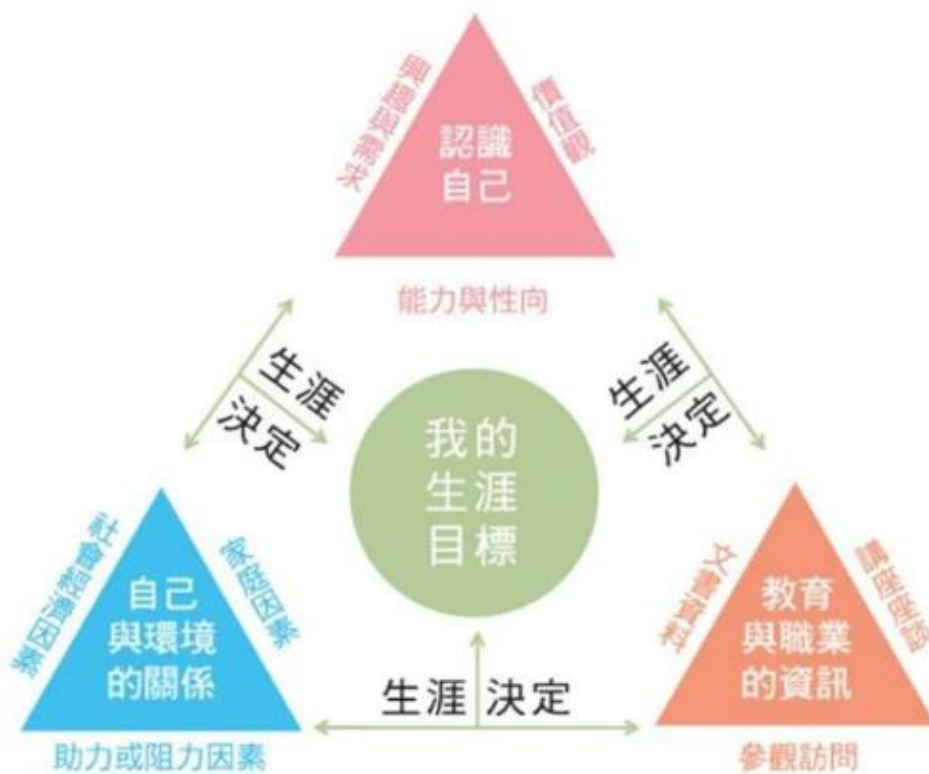 興趣與需求
價值觀
認識
自己
能力與性向
生涯
決定
生涯
決定
我的
生涯
目標
社會經濟因素
家庭因素
自己
與環境
的關係
助力或阻力因素
生涯 決定
文書資料
講座座談
教育
與職業
的資訊
參觀訪問